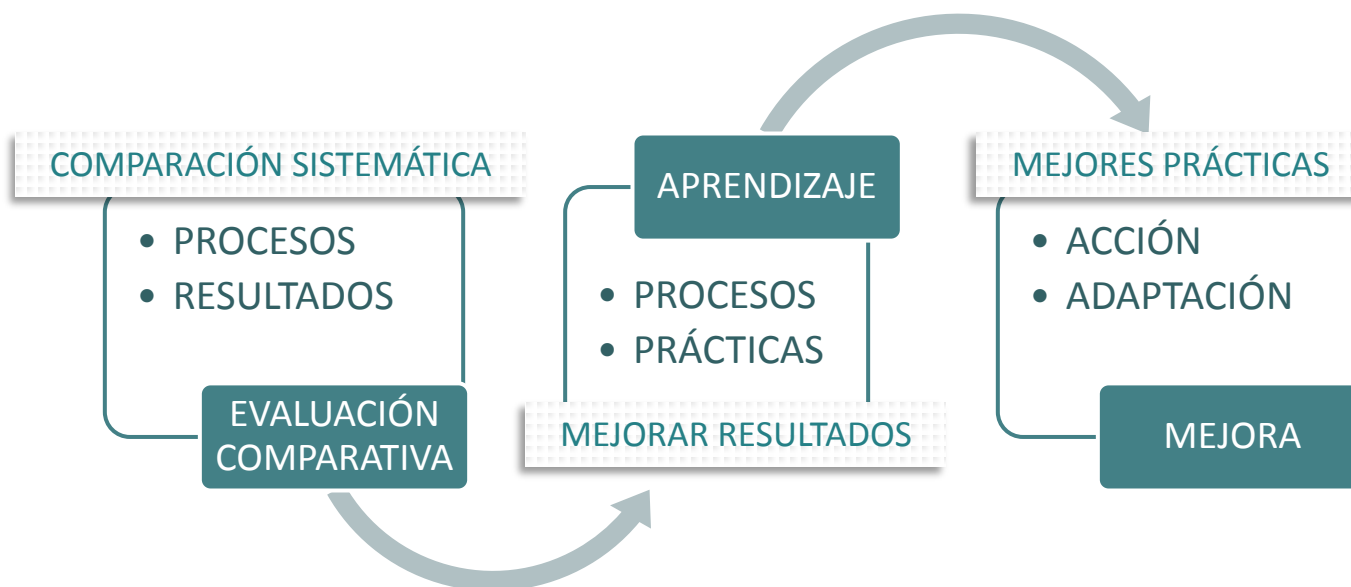 COMPARACIÓN SISTEMÁTICA
• PROCESOS
• RESULTADOS
EVALUACIÓN
COMPARATIVA
APRENDIZAJE
• PROCESOS
• PRÁCTICAS
MEJORAR RESULTADOS
MEJORES PRÁCTICAS
• ACCIÓN
• ADAPTACIÓN
MEJORA